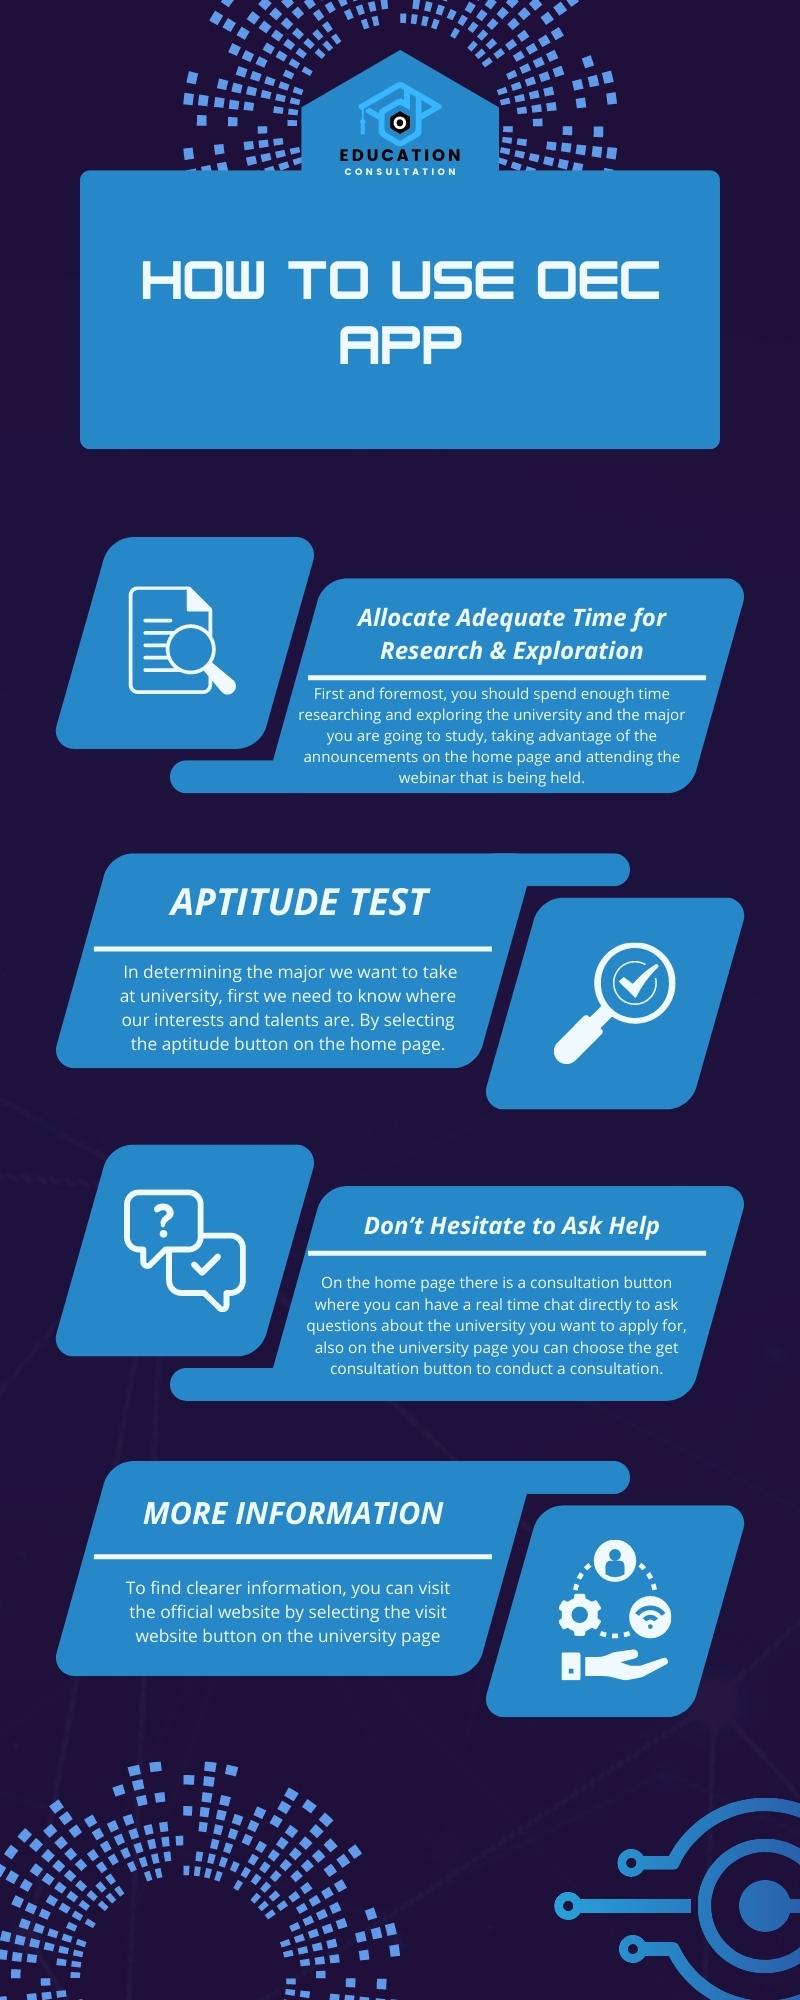 EDUCATION
CONSULTATION
HOW TO USE OEC
APP
Allocate Adequate Time for
Research & Exploration
First and foremost, you should spend enough time
researching and exploring the university and the major
you are going to study, taking advantage of the
announcements on the home page and attending the
webinar that is being held.
APTITUDE TEST
In determining the major we want to take
at university, first we need to know where
our interests and talents are. By selecting
the aptitude button on the home page.
Don't Hesitate to Ask Help
On the home page there is a consultation button
where you can have a real time chat directly to ask
questions about the university you want to apply for,
also on the university page you can choose the get
consultation button to conduct a consultation.
MORE INFORMATION
To find clearer information, you can visit
the official website by selecting the visit
website button on the university page